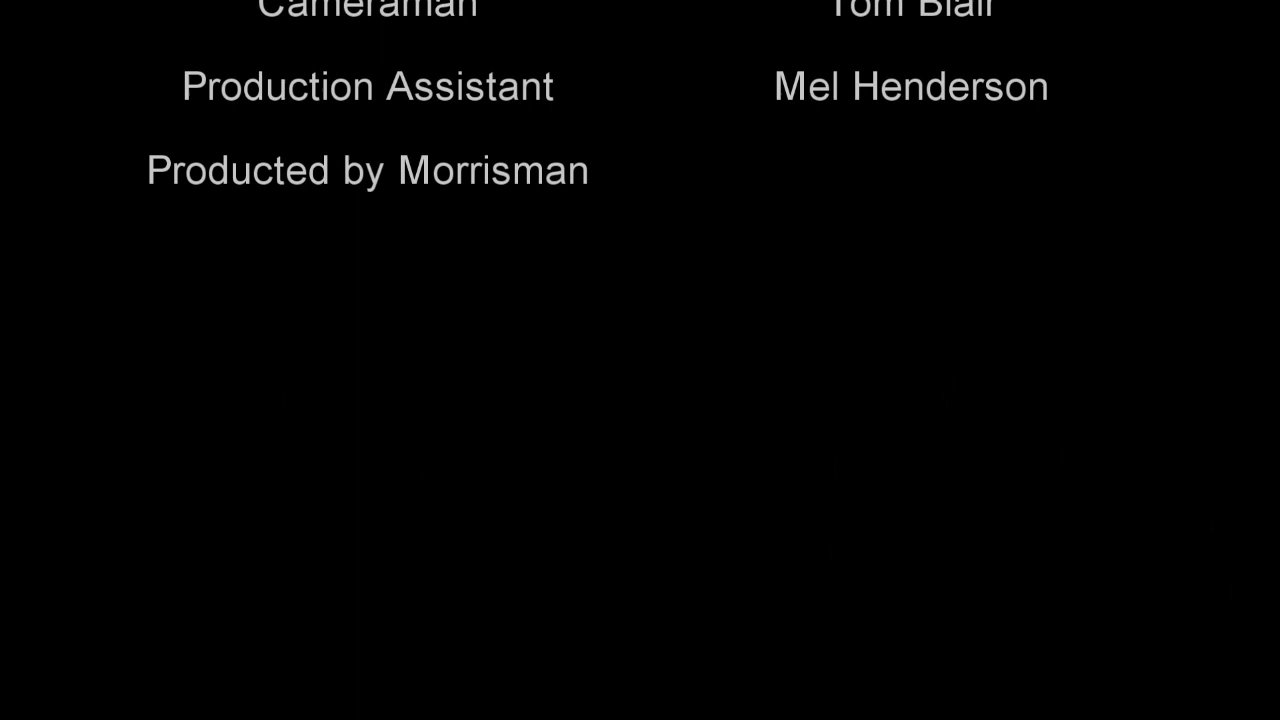 Cameraman Tom Blair
Production Assistant Mel Henderson
Producted by Morrisman